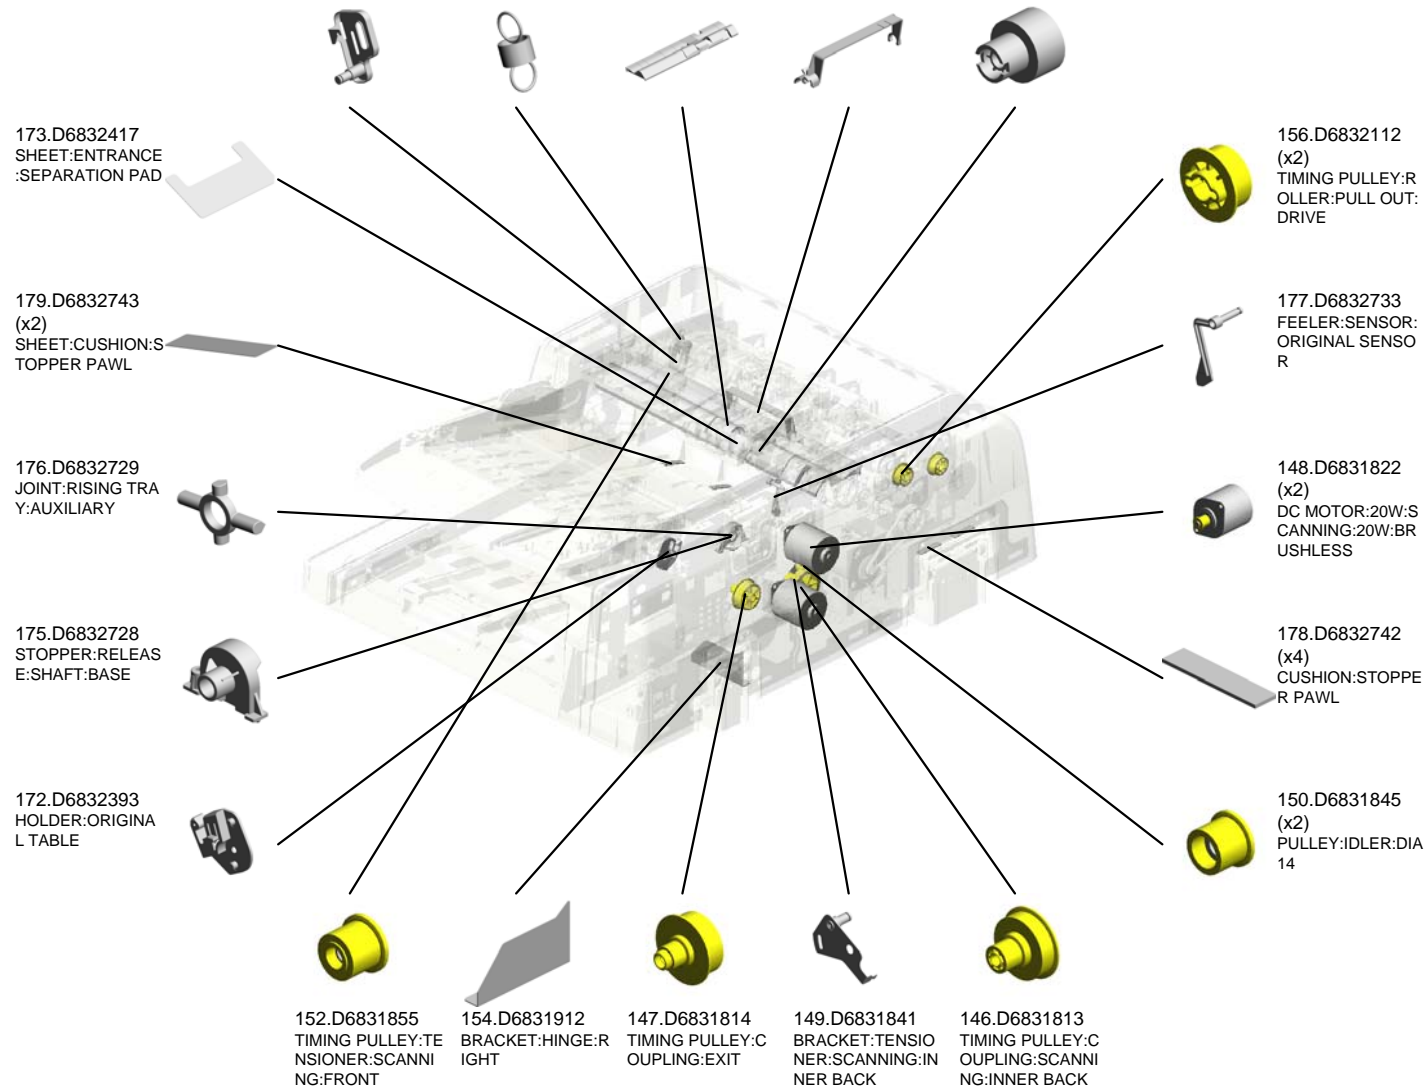 173.D6832417
SHEET:ENTRANCE
:SEPARATION PAD
179.D6832743
(x2)
SHEET:CUSHION:S
TOPPER PAWL
176.D6832729
JOINT:RISING TRA
Y:AUXILIARY
175.D6832728
STOPPER:RELEAS
E:SHAFT:BASE
172.D6832393
HOLDER:ORIGINA
L TABLE
156.D6832112
(x2)
TIMING PULLEY:R
OLLER:PULL OUT:
DRIVE
177.D6832733
FEELER:SENSOR:
ORIGINAL SENSO
R
148.D6831822
(x2)
DC MOTOR:20W:S
CANNING:20W:BR
USHLESS
178.D6832742
(x4)
CUSHION:STOPPE
R PAWL
150.D6831845
(x2)
PULLEY:IDLER:DIA
14
152.D6831855
TIMING PULLEY:TE
NSIONER:SCANNI
NG:FRONT
154.D6831912
BRACKET:HINGE:R
IGHT
147.D6831814
TIMING PULLEY:C
OUPLING:EXIT
149.D6831841
BRACKET:TENSIO
NER:SCANNING:IN
NER BACK
146.D6831813
TIMING PULLEY:C
OUPLING:SCANNI
NG:INNER BACK